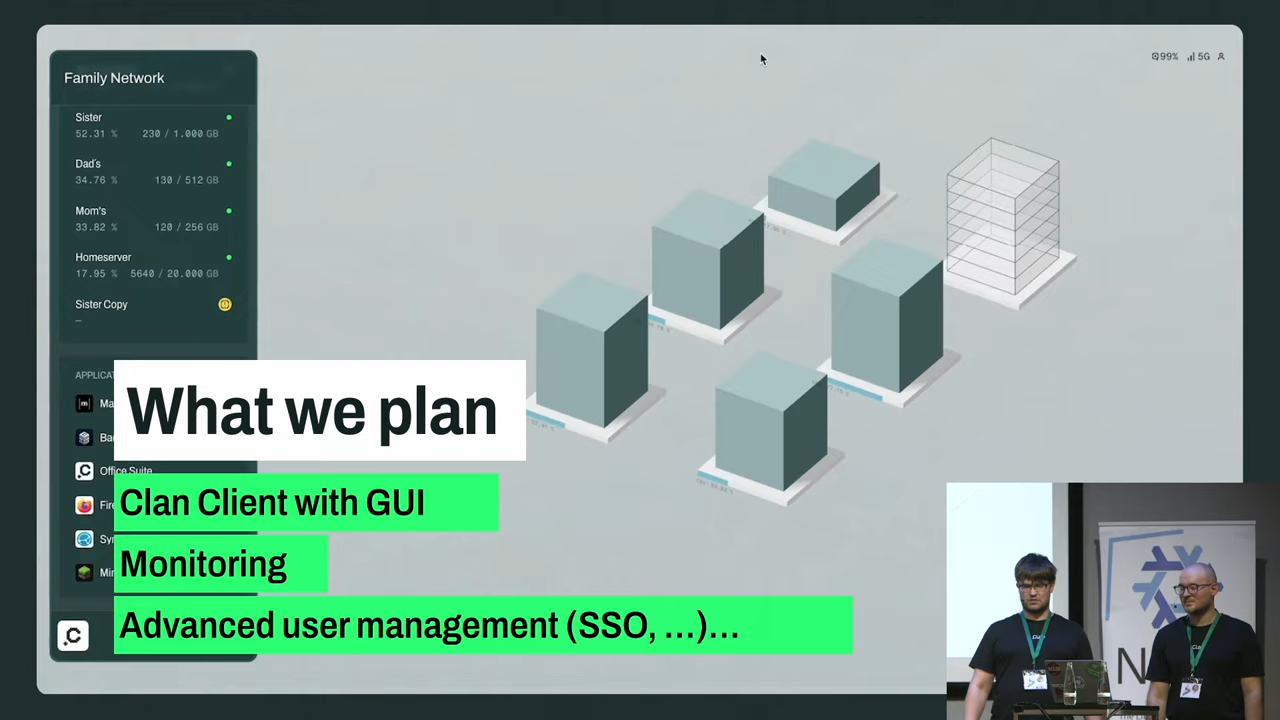 Family Network
99% 5G
Sister
52.31 % 230 / 1.000 GB
Dad's
34.76 % 130 / 512 GB
Mom's
33.82 % 120 / 256 GB
Homeserver
17.95 % 5640 / 20.000 GB
Sister Copy
–
What we plan
Office Suite
Clan Client with GUI
Monitoring
Advanced user management (SSO, ...)...
N